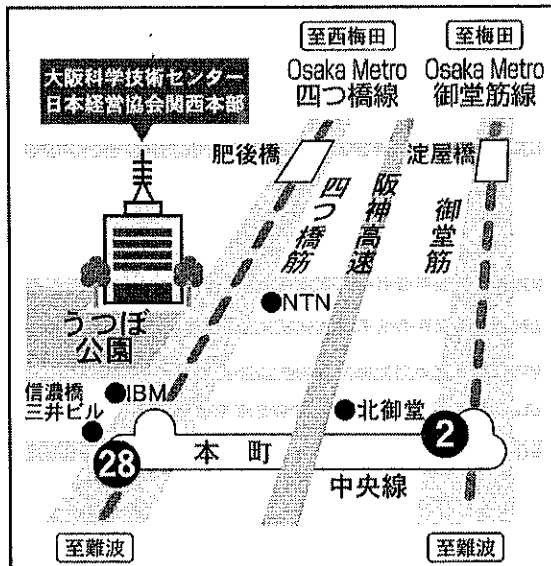 至西梅田
至梅田
大阪科学技術センター
日本経営協会関西本部
Osaka Metro
四つ橋線
Osaka Metro
御堂筋線
肥後橋
淀屋橋
四つ橋筋
阪神高速
御堂筋
NTN
うつぼ
公園
信濃橋
三井ビル
IBM
北御堂
2
28
本町
中央線
至難波
至難波